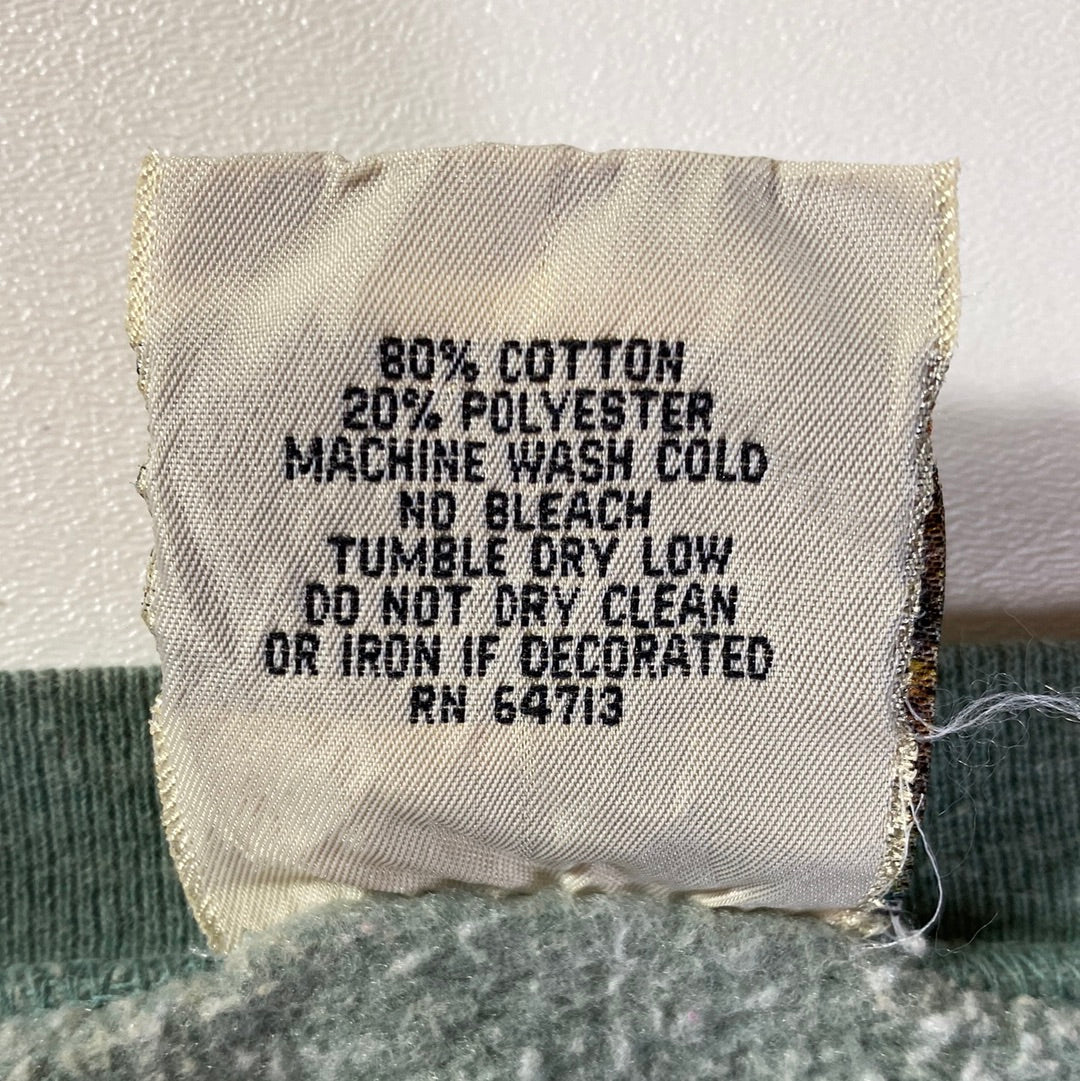 80% COTTON
20% POLYESTER
MACHINE WASH COLD
NO BLEACH
TUMBLE DRY LOW
DO NOT DRY CLEAN
OR IRON IF DECORATED
RN 64713